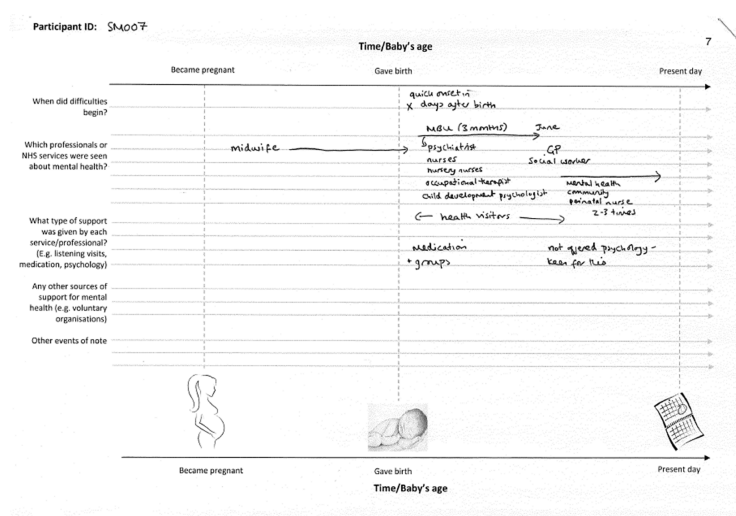 Participant ID: SM007
7
Time/Baby's age
Became pregnant
Gave birth
Present day
When did difficulties
begin?
quick onset in
x days after birth
Which professionals or
NHS services were seen
about mental health?
midwife
MBU (3 months)
June
psychiatrist
nurses
nursery nurses
occupational therapist
child development psychologist
GP
Social worker
mental health
community
perinatal nurse
2-3 times
health visitors
What type of support
was given by each
service/professional?
(E.g. listening visits,
medication, psychology)
Medication
+ groups
not offered psychology -
keen for this
Any other sources of
support for mental
health (e.g. voluntary
organisations)
Other events of note
Became pregnant
Gave birth
Present day
Time/Baby's age